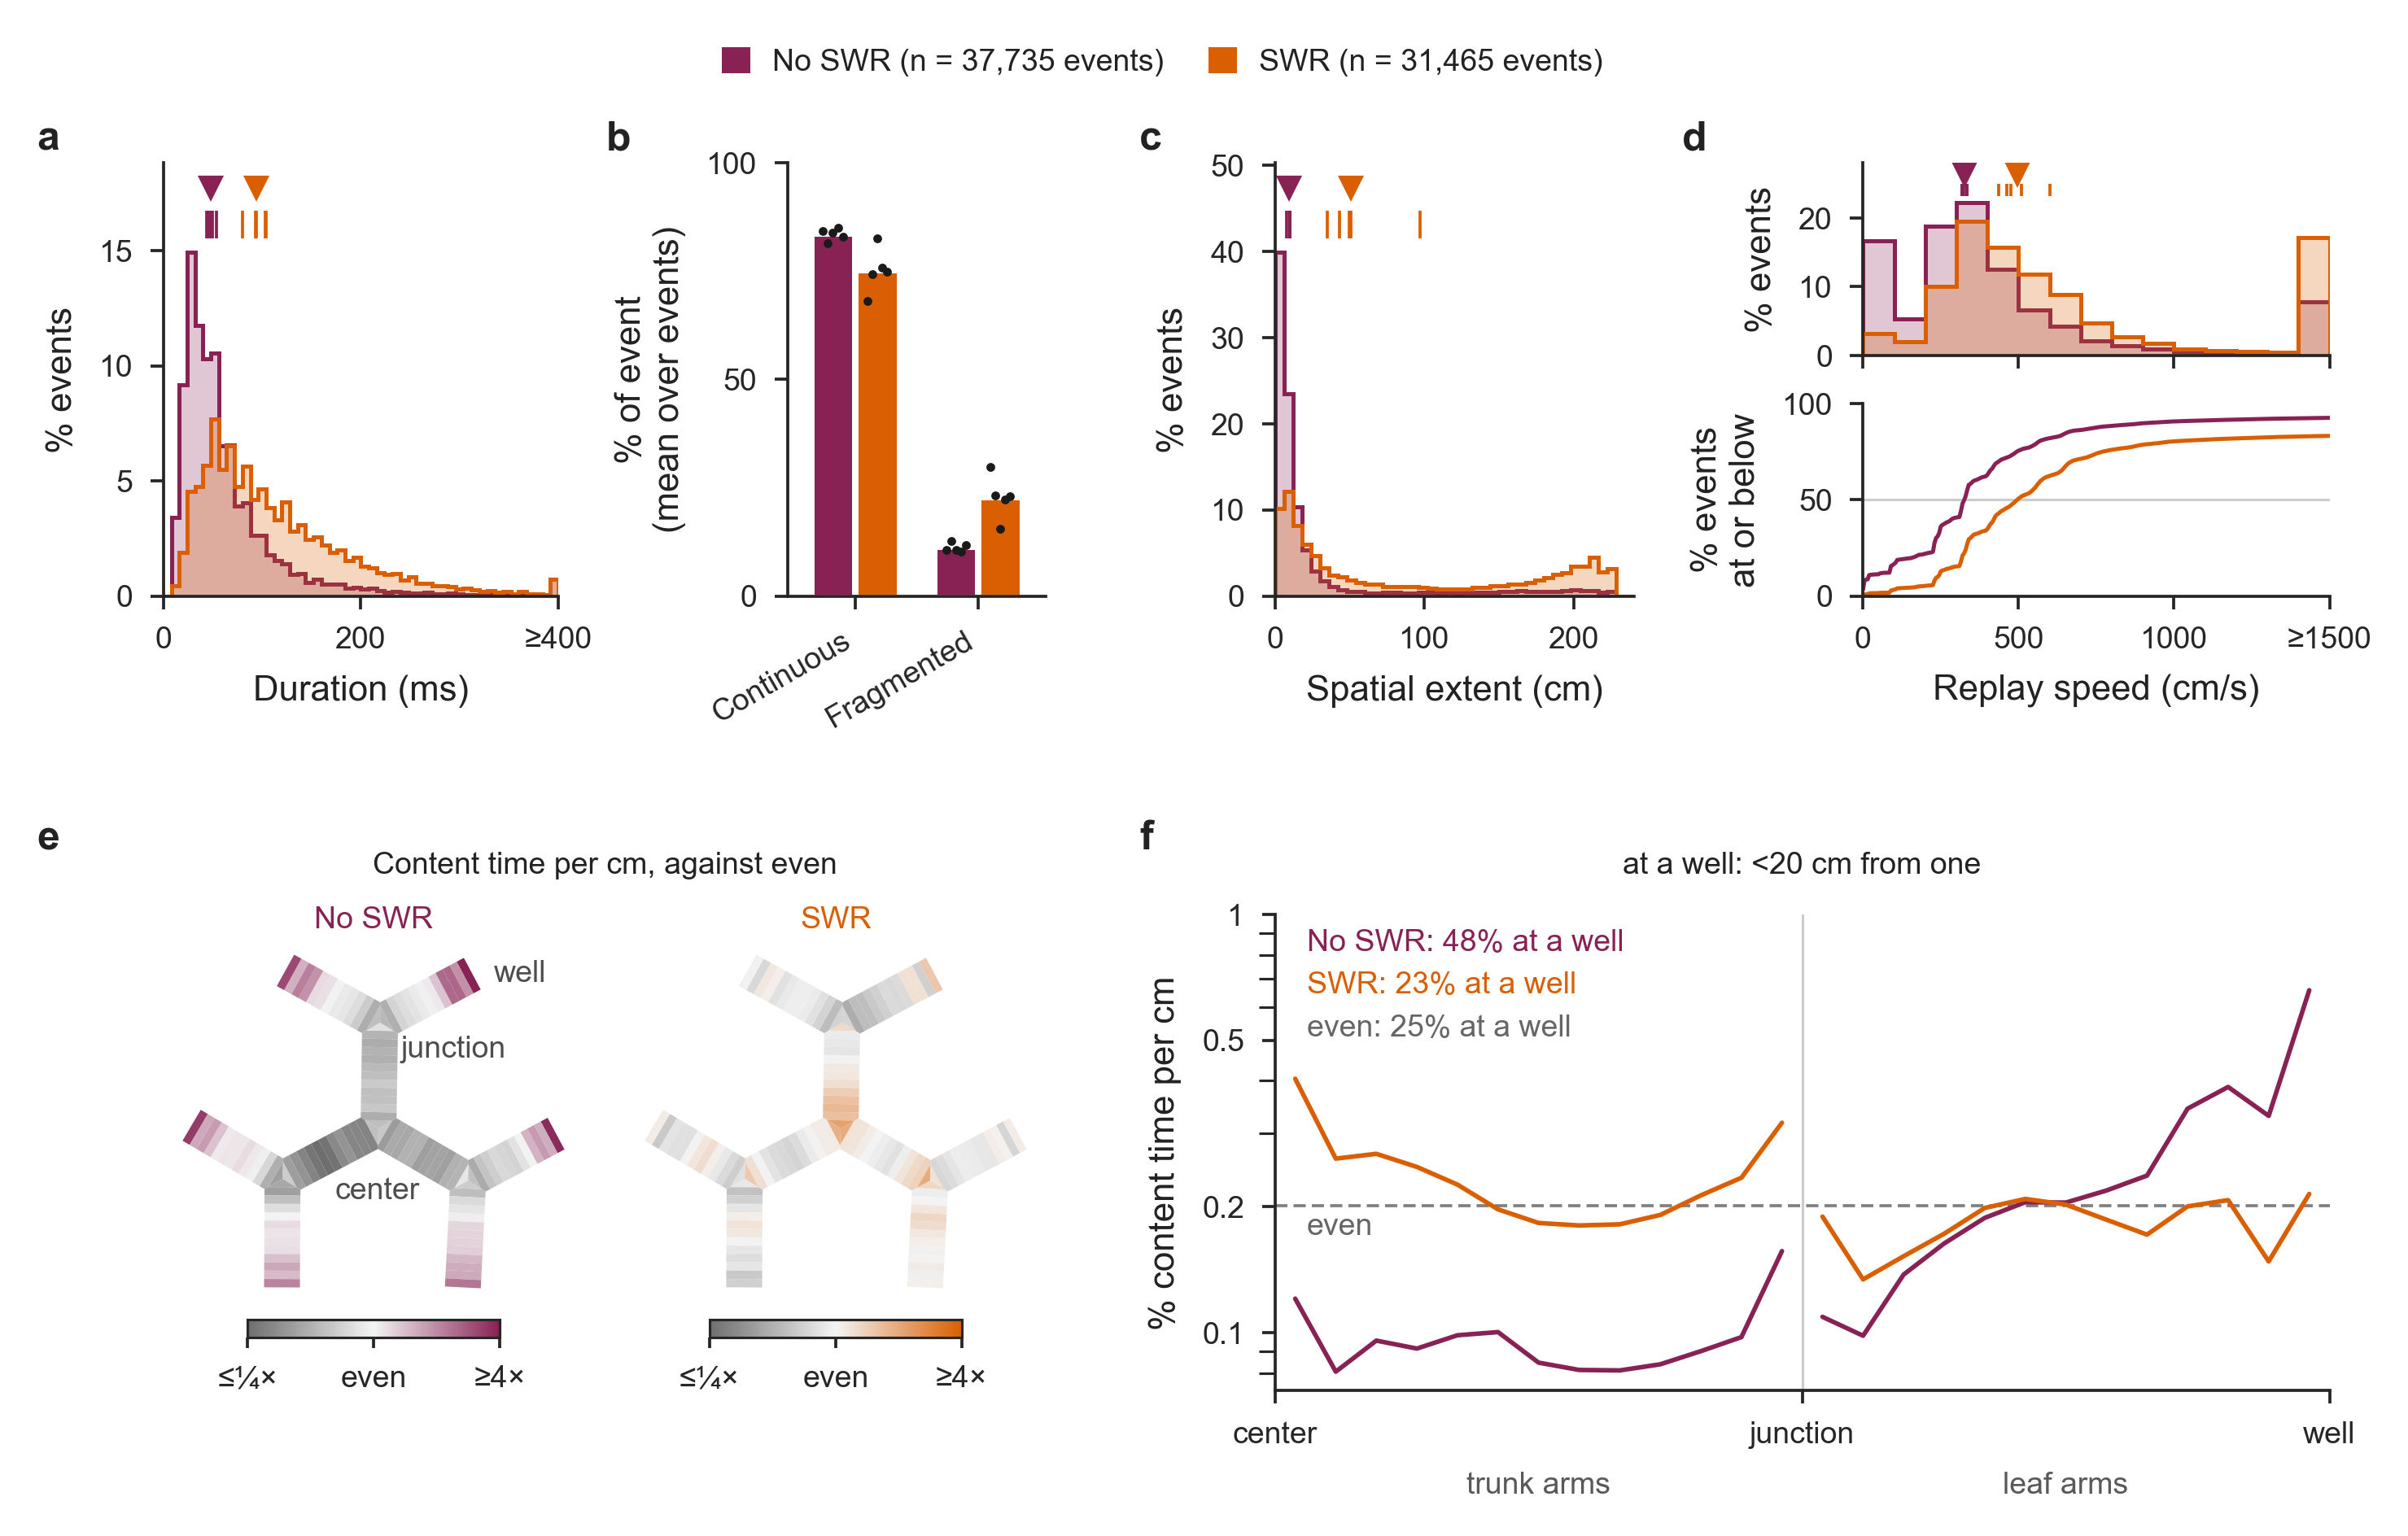 No SWR (n = 37,735 events)
SWR (n = 31,465 events)
a
% events
15
10
5
0
0
200
≥400
Duration (ms)
b
% of event
(mean over events)
100
50
0
Continuous
Fragmented
c
% events
50
40
30
20
10
0
0
100
200
Spatial extent (cm)
d
% events
20
10
0
% events
at or below
100
50
0
0
500
1000
≥1500
Replay speed (cm/s)
e
Content time per cm, against even
No SWR
SWR
well
junction
center
≤¼×
even
≥4×
≤¼×
even
≥4×
f
at a well: <20 cm from one
% content time per cm
1
0.5
0.2
0.1
No SWR: 48% at a well
SWR: 23% at a well
even: 25% at a well
even
center
junction
well
trunk arms
leaf arms